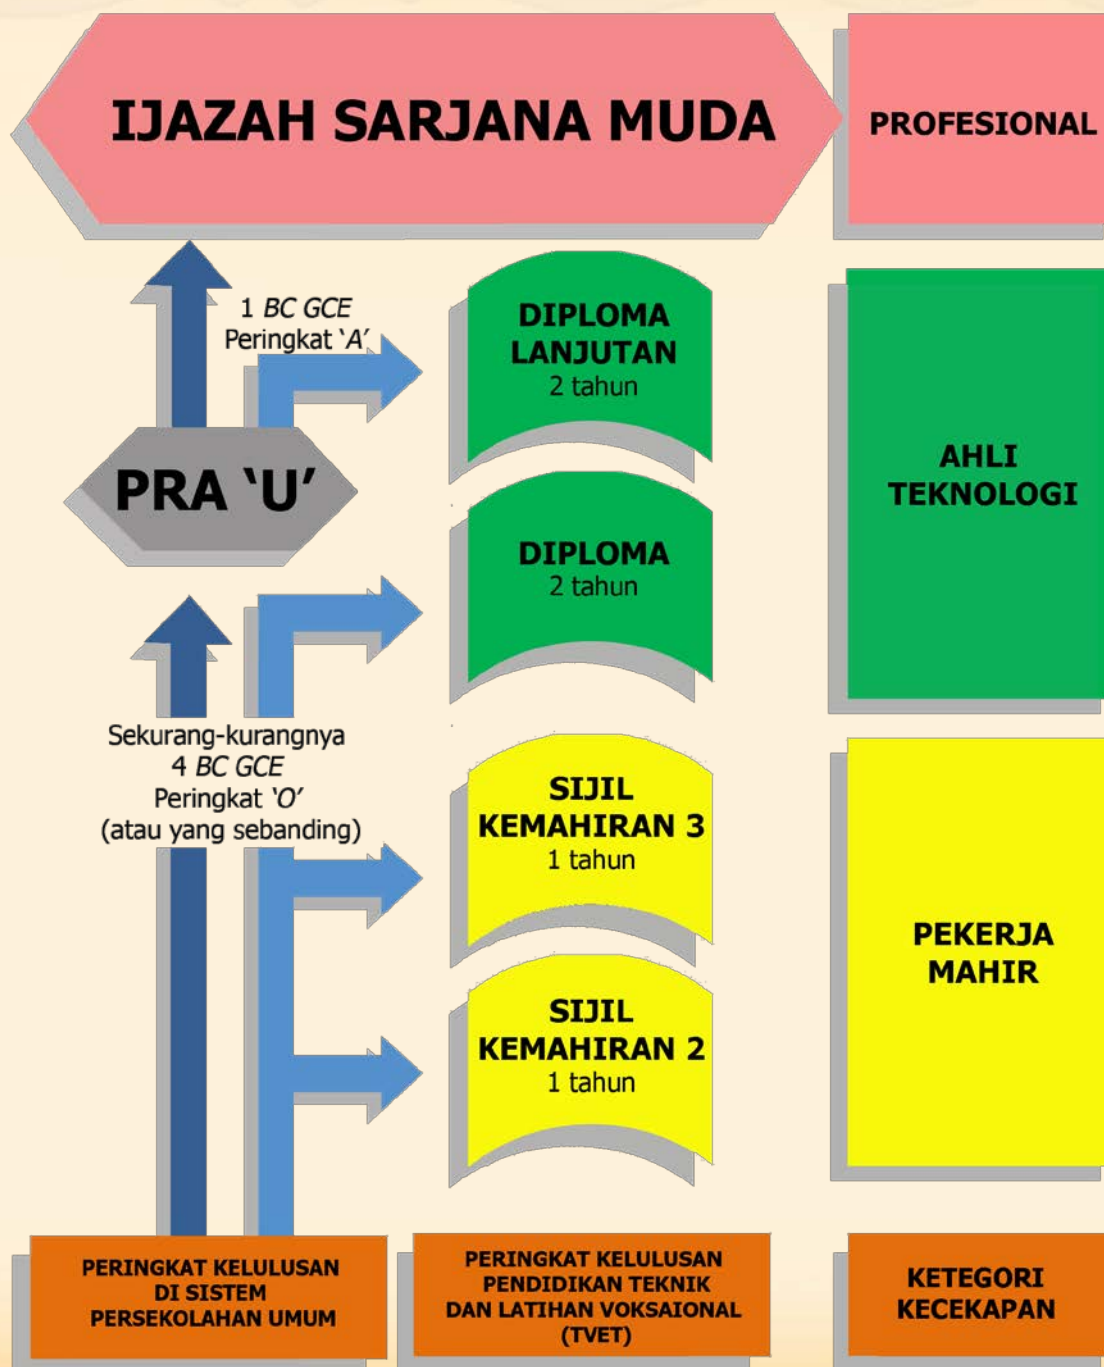 IJAZAH SARJANA MUDA
PROFESIONAL
1 BC GCE
Peringkat ‘A’
DIPLOMA
LANJUTAN
2 tahun
PRA ‘U’
AHLI
TEKNOLOGI
DIPLOMA
2 tahun
Sekurang-kurangnya
4 BC GCE
Peringkat ‘O’
(atau yang sebanding)
SIJIL
KEMAHIRAN 3
1 tahun
PEKERJA
MAHIR
SIJIL
KEMAHIRAN 2
1 tahun
PERINGKAT KELULUSAN
DI SISTEM
PERSEKOLAHAN UMUM
PERINGKAT KELULUSAN
PENDIDIKAN TEKNIK
DAN LATIHAN VOKSAIONAL
(TVET)
KETEGORI
KECEKAPAN